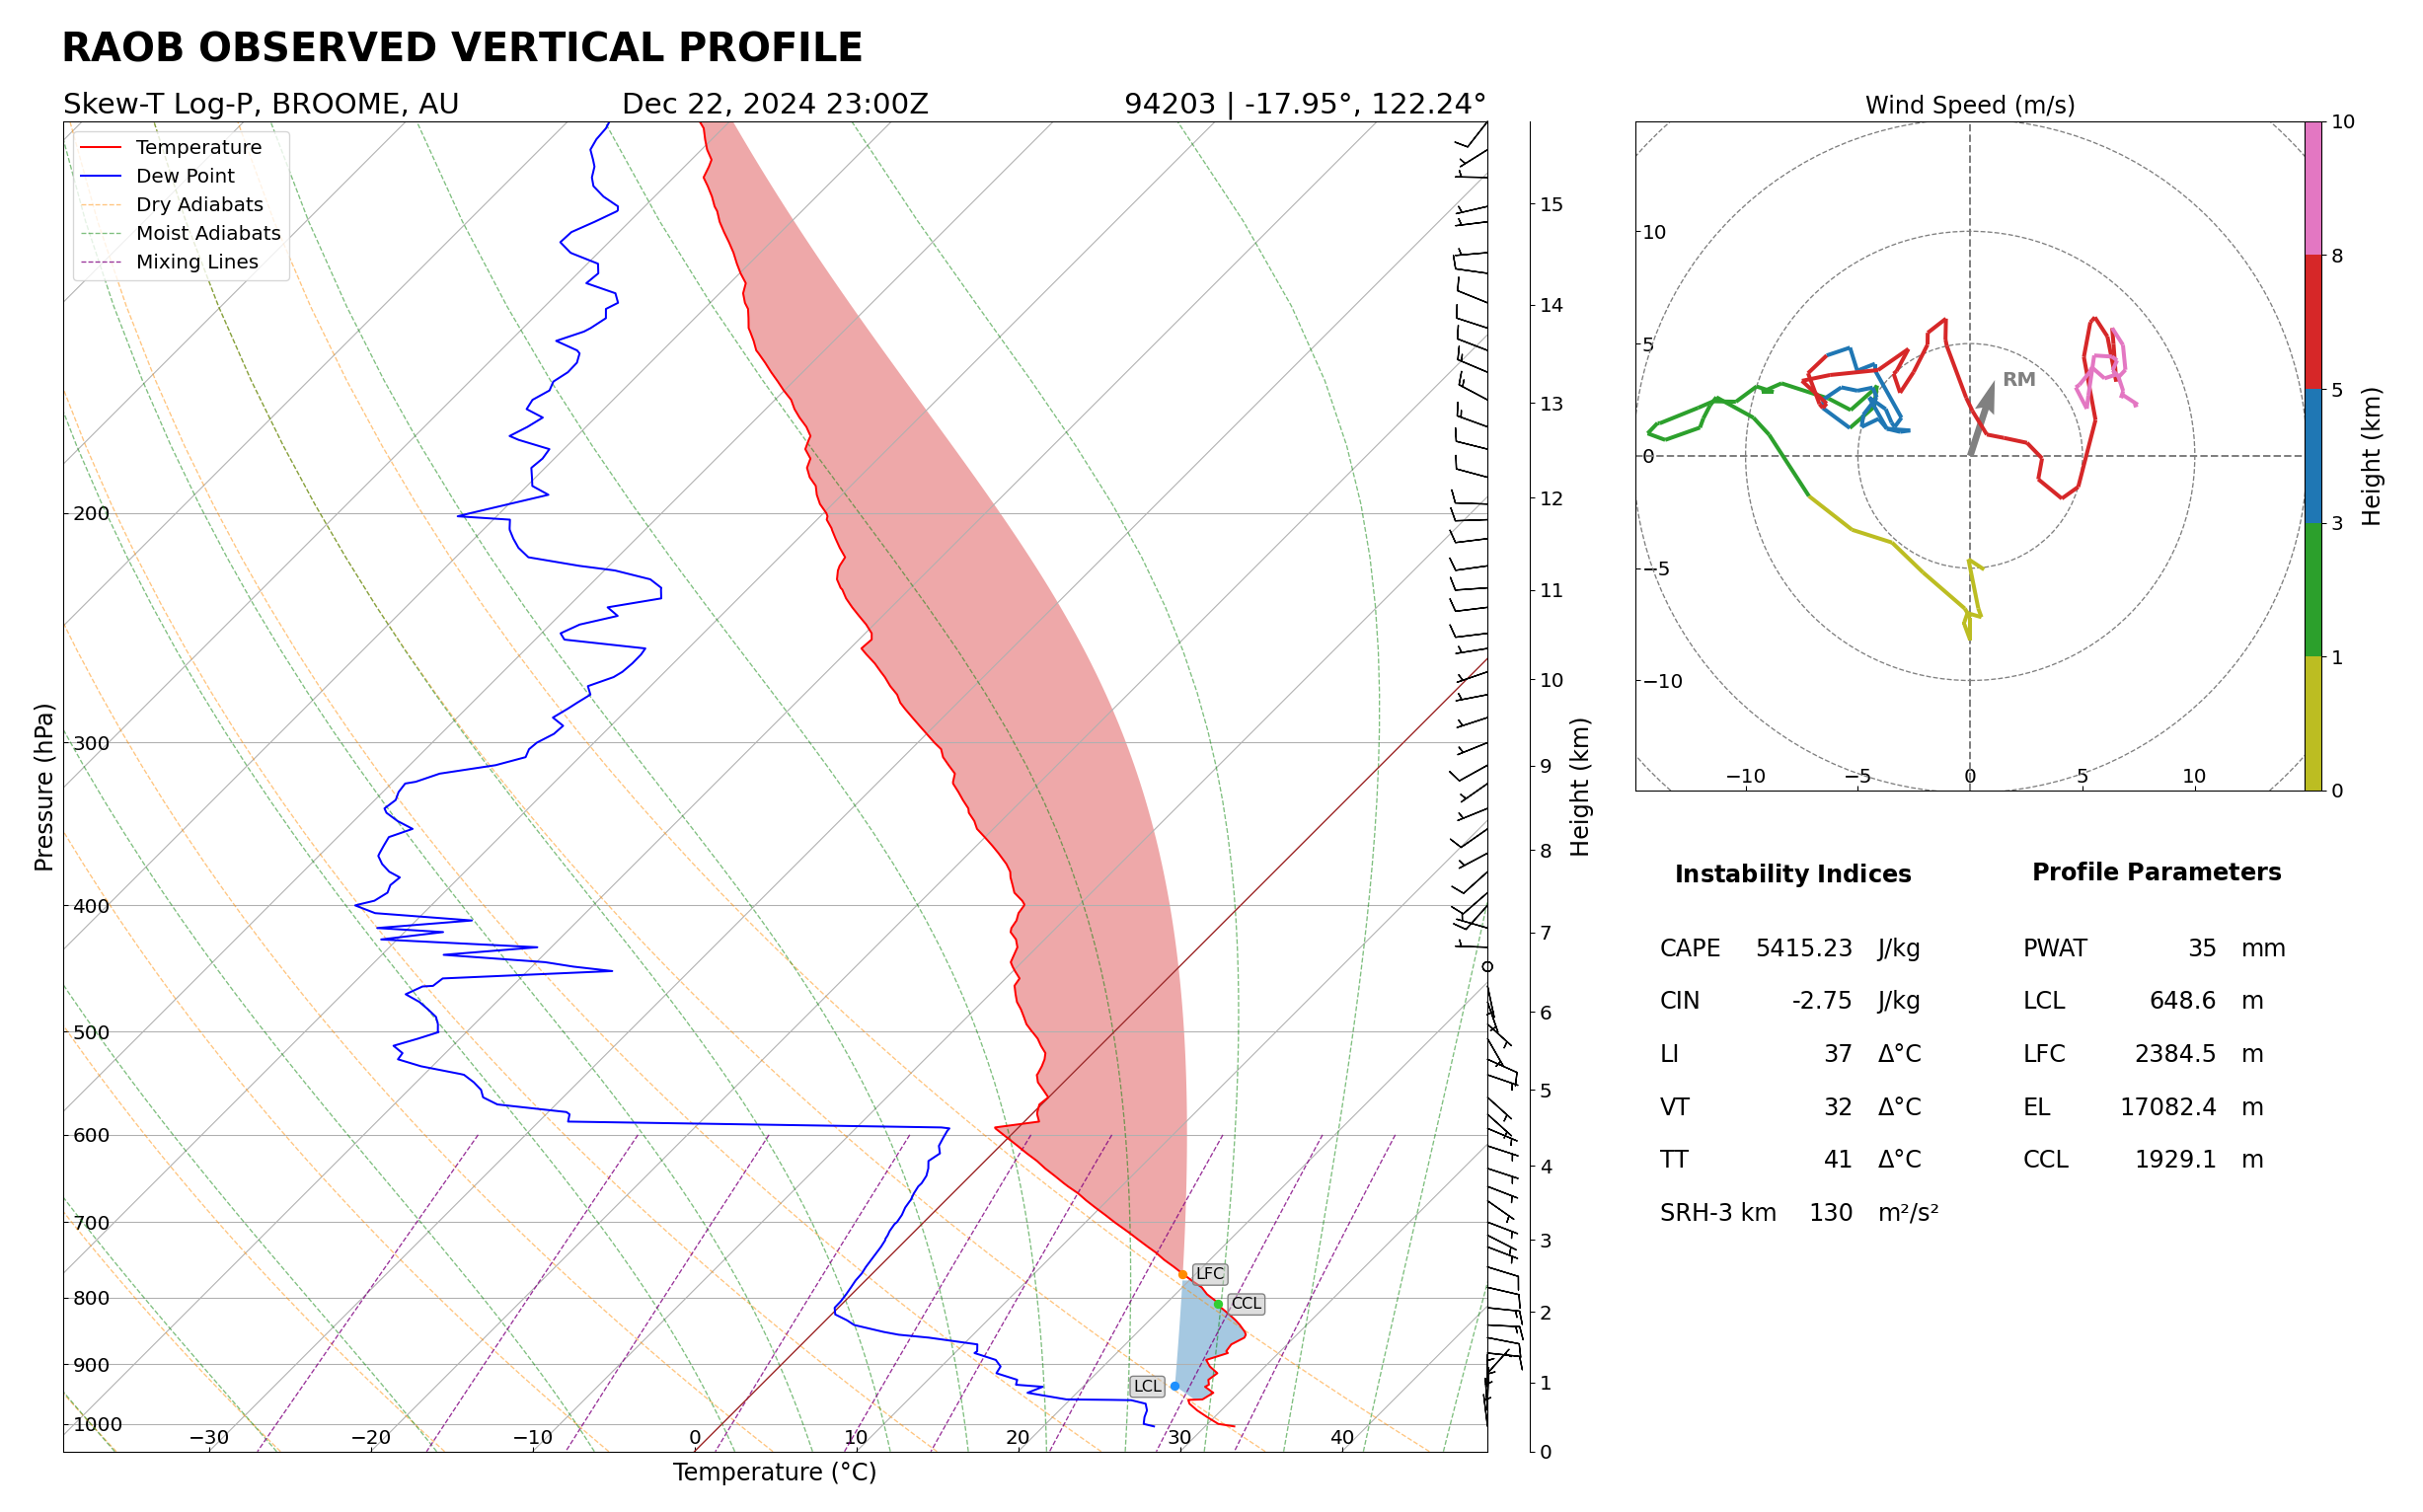 RAOB OBSERVED VERTICAL PROFILE
Skew-T Log-P, BROOME, AU Dec 22, 2024 23:00Z 94203 | -17.95°, 122.24°
Temperature
Dew Point
Dry Adiabats
Moist Adiabats
Mixing Lines
Pressure (hPa)
200
300
400
500
600
700
800
900
1000
−30 −20 −10 0 10 20 30 40
Temperature (°C)
LFC
CCL
LCL
15
14
13
12
11
10
9
8
7
6
5
4
3
2
1
0
Height (km)
Wind Speed (m/s)
10
5
0
−5
−10
−10 −5 0 5 10
RM
10
8
5
3
1
0
Height (km)
Instability Indices Profile Parameters
CAPE 5415.23 J/kg PWAT 35 mm
CIN -2.75 J/kg LCL 648.6 m
LI 37 Δ°C LFC 2384.5 m
VT 32 Δ°C EL 17082.4 m
TT 41 Δ°C CCL 1929.1 m
SRH-3 km 130 m²/s²